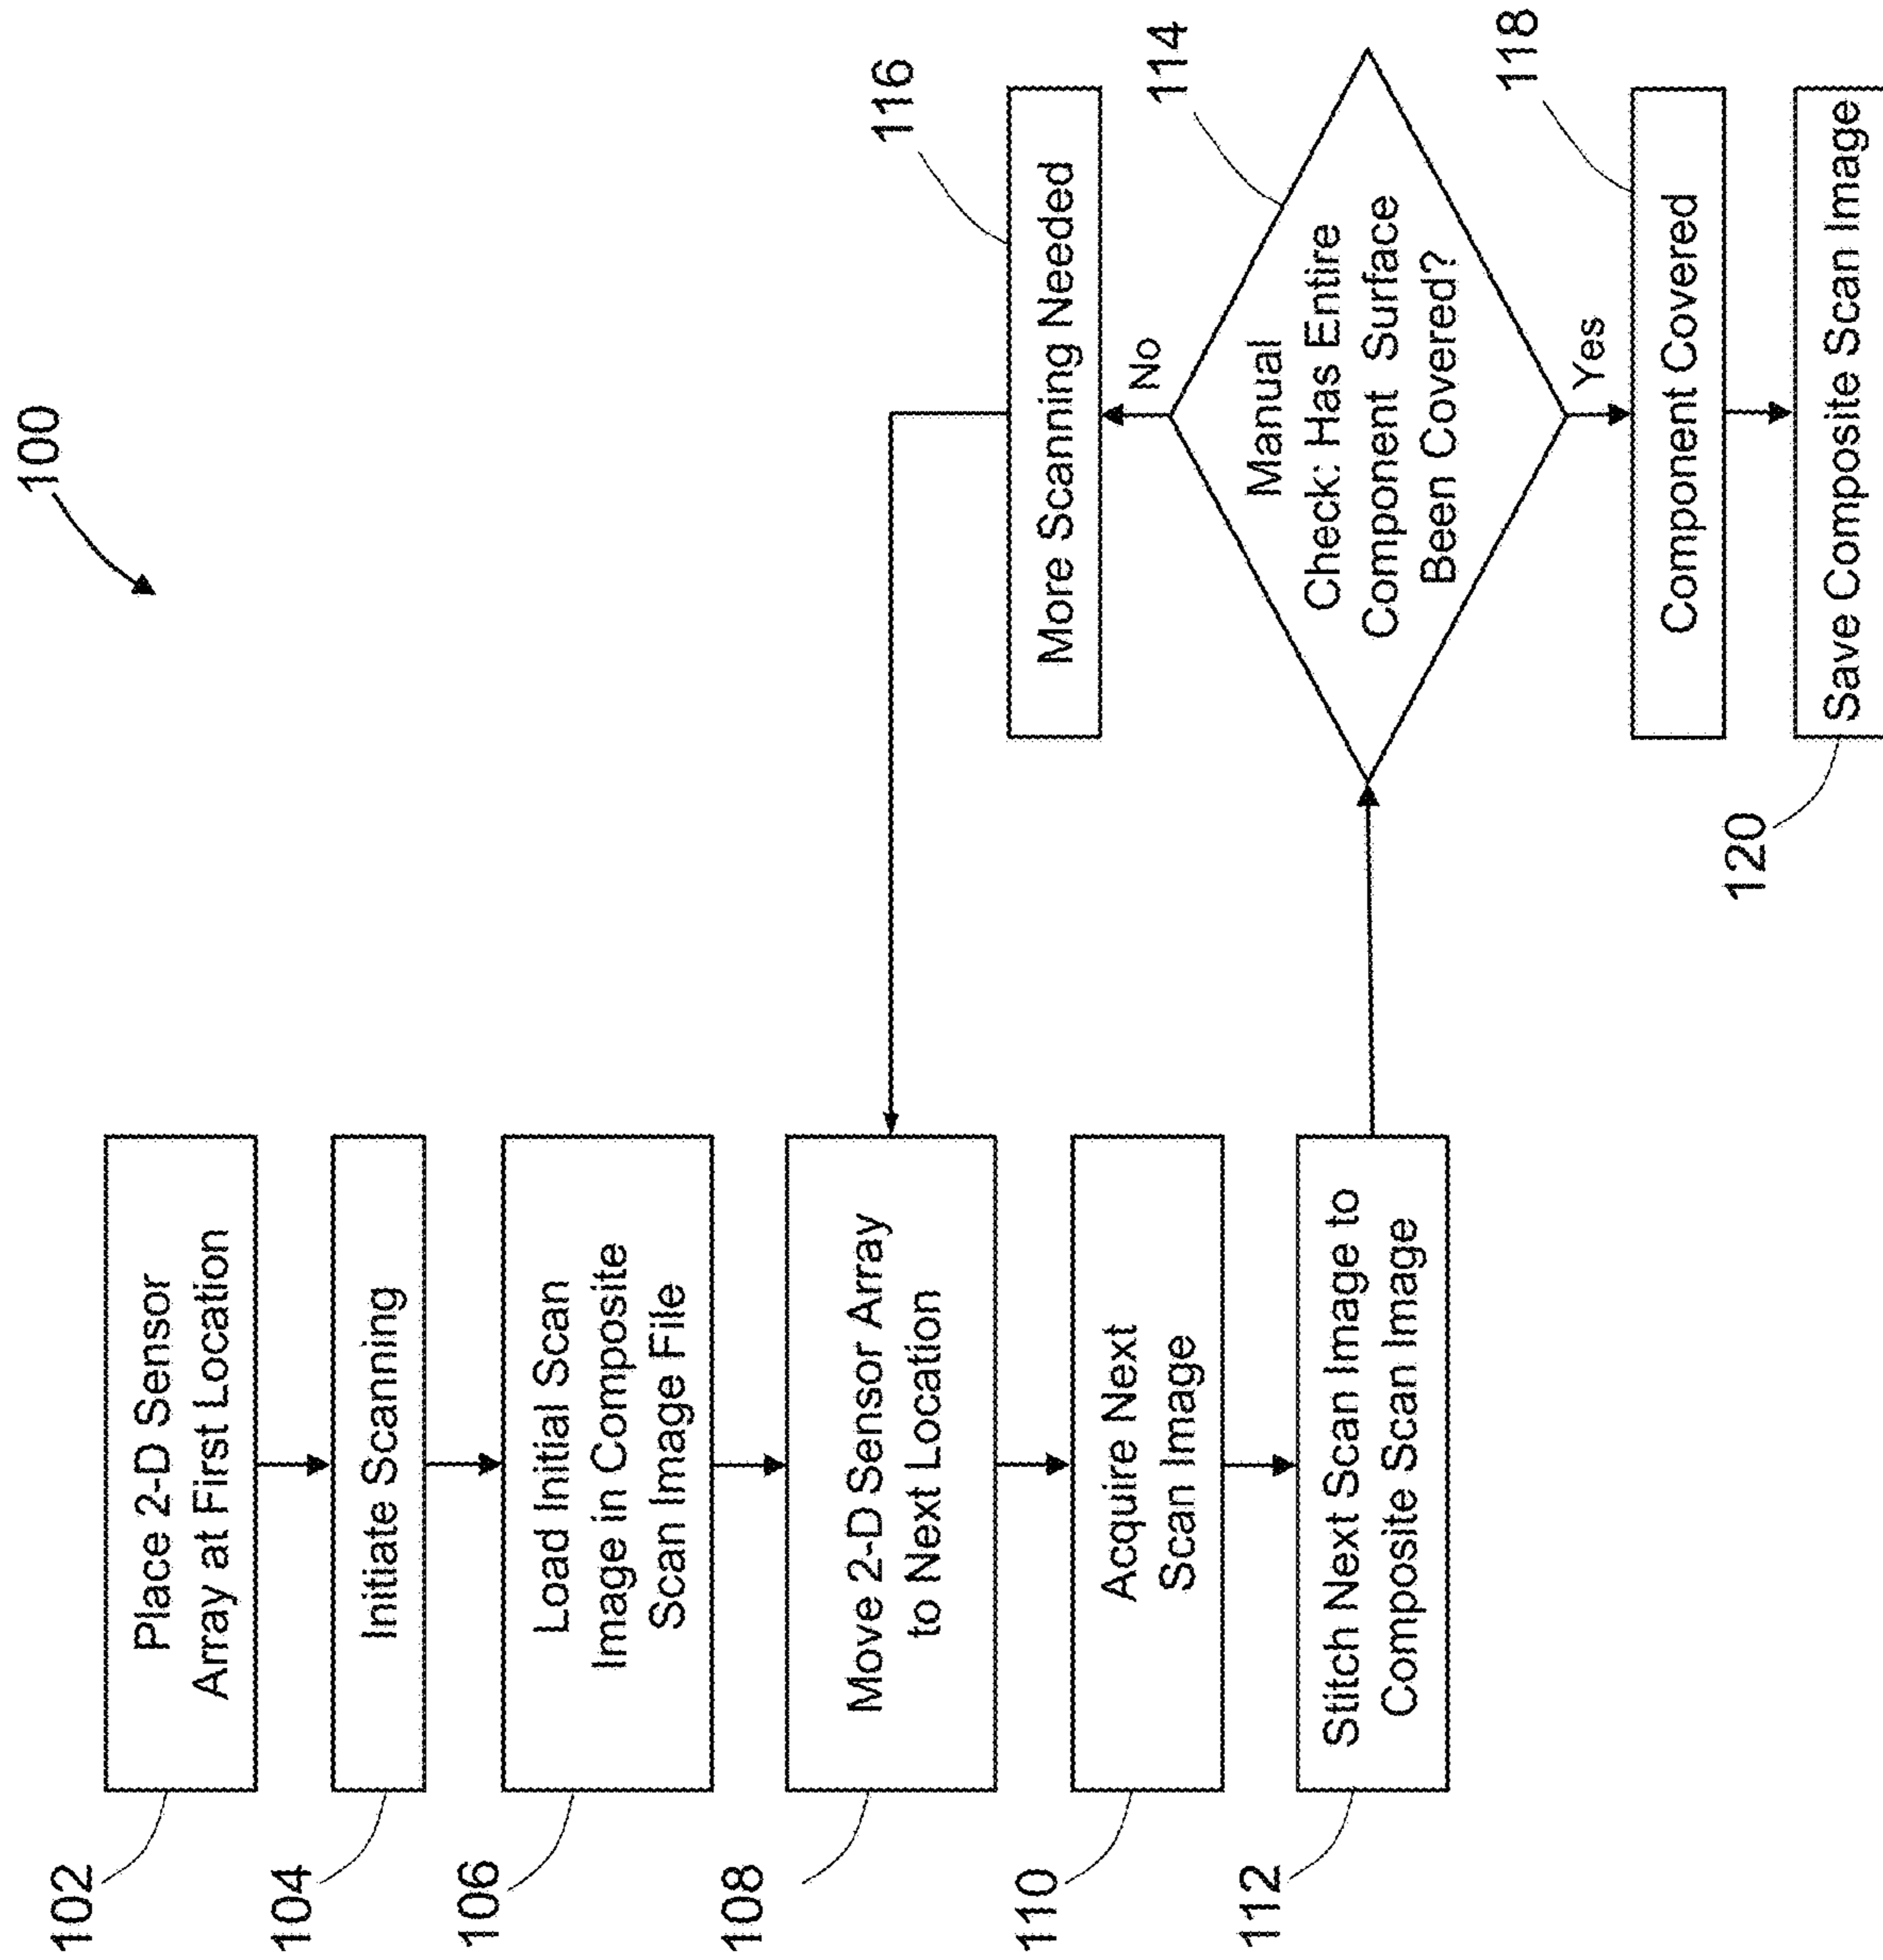 100
102
Place 2-D Sensor
Array at First Location
104
Initiate Scanning
106
Load Initial Scan
Image in Composite
Scan Image File
108
Move 2-D Sensor Array
to Next Location
110
Acquire Next
Scan Image
112
Stitch Next Scan Image to
Composite Scan Image
116
More Scanning Needed
No
114
Manual
Check: Has Entire
Component Surface
Been Covered?
Yes
118
Component Covered
120
Save Composite Scan Image